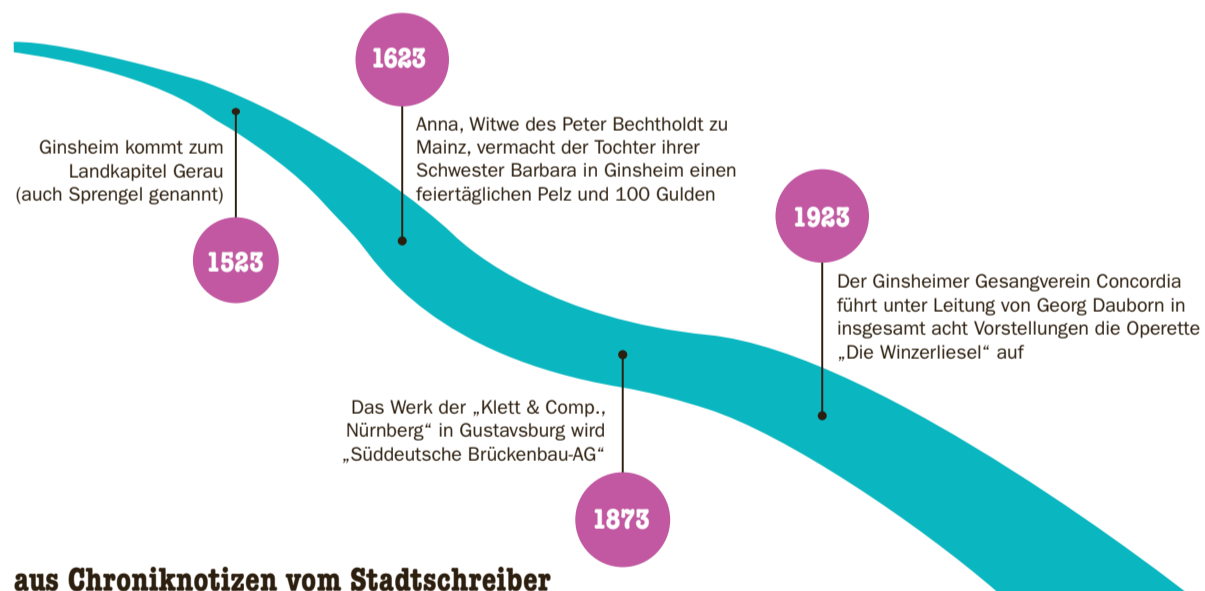 1523
Ginsheim kommt zum
Landkapitel Gerau
(auch Sprengel genannt)
1623
Anna, Witwe des Peter Bechtholdt zu
Mainz, vermacht der Tochter ihrer
Schwester Barbara in Ginsheim einen
feiertäglichen Pelz und 100 Gulden
1873
Das Werk der „Klett & Comp.,
Nürnberg“ in Gustavsburg wird
„Süddeutsche Brückenbau-AG“
1923
Der Ginsheimer Gesangverein Concordia
führt unter Leitung von Georg Dauborn in
insgesamt acht Vorstellungen die Operette
„Die Winzerliesel“ auf
aus Chroniknotizen vom Stadtschreiber